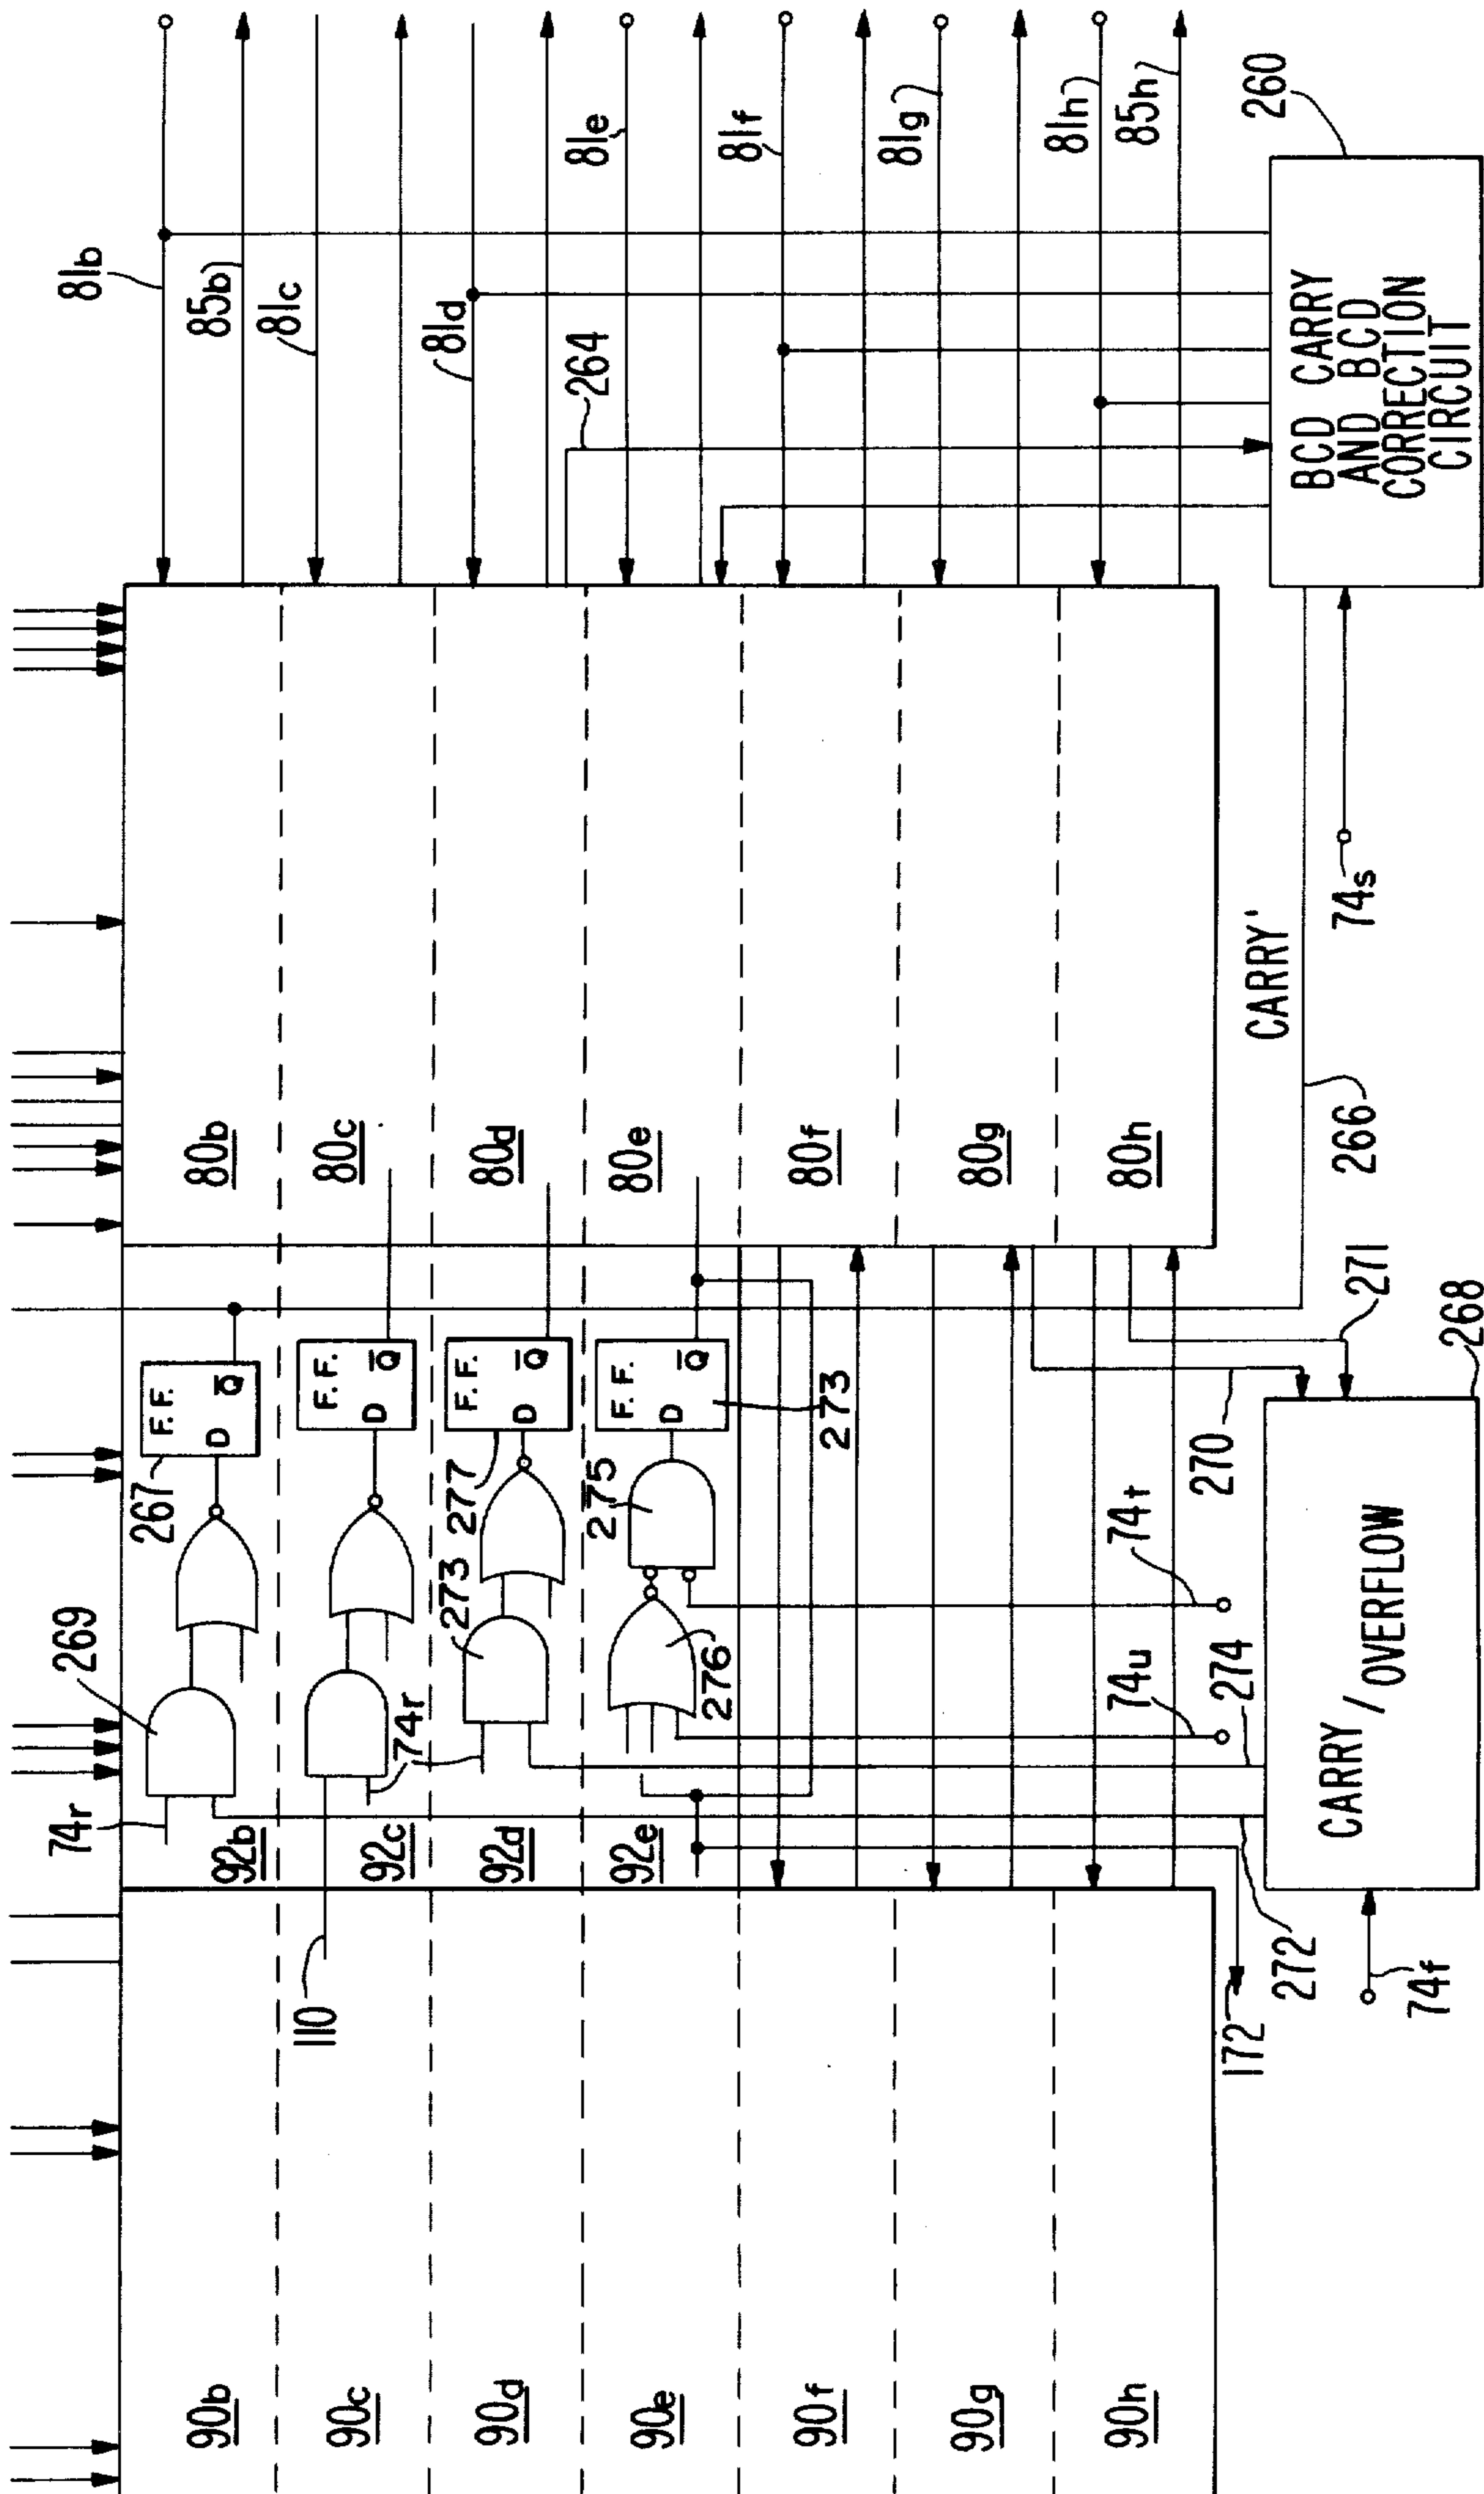 81b
85b
81c
81d
264
81e
81f
81g
81h
85h
260
BCD CARRY
AND BCD
CORRECTION
CIRCUIT
74s
CARRY'
266
80b
80c
80d
80e
80f
80g
80h
F.F.
D
Q̅
267
F.F.
D
Q̅
F.F.
D
Q̅
277
F.F.
D
Q̅
273
275
271
268
270
74t
269
273
276
74u
274
CARRY/OVERFLOW
74r
74r
92b
92c
92d
92e
110
272
172
74f
90b
90c
90d
90e
90f
90g
90h